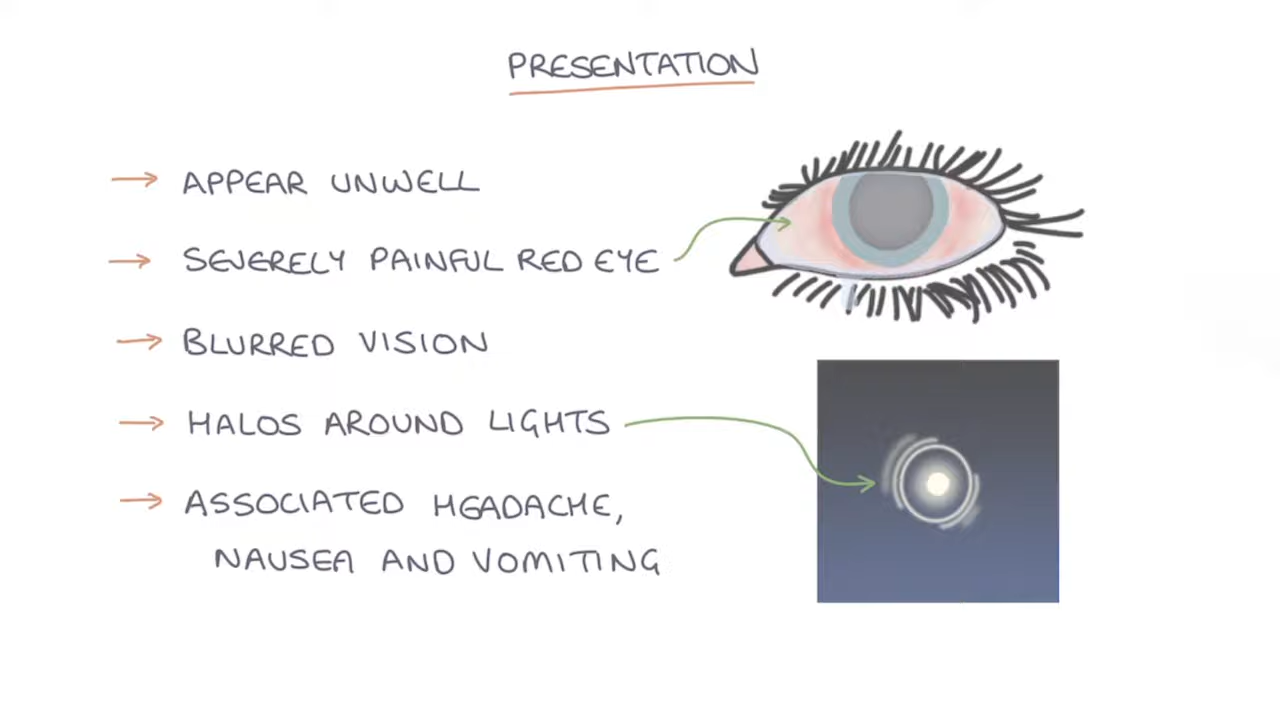 PRESENTATION
→ APPEAR UNWELL
→ SEVERELY PAINFUL RED EYE
→ BLURRED VISION
→ HALOS AROUND LIGHTS
→ ASSOCIATED HEADACHE,
NAUSEA AND VOMITING